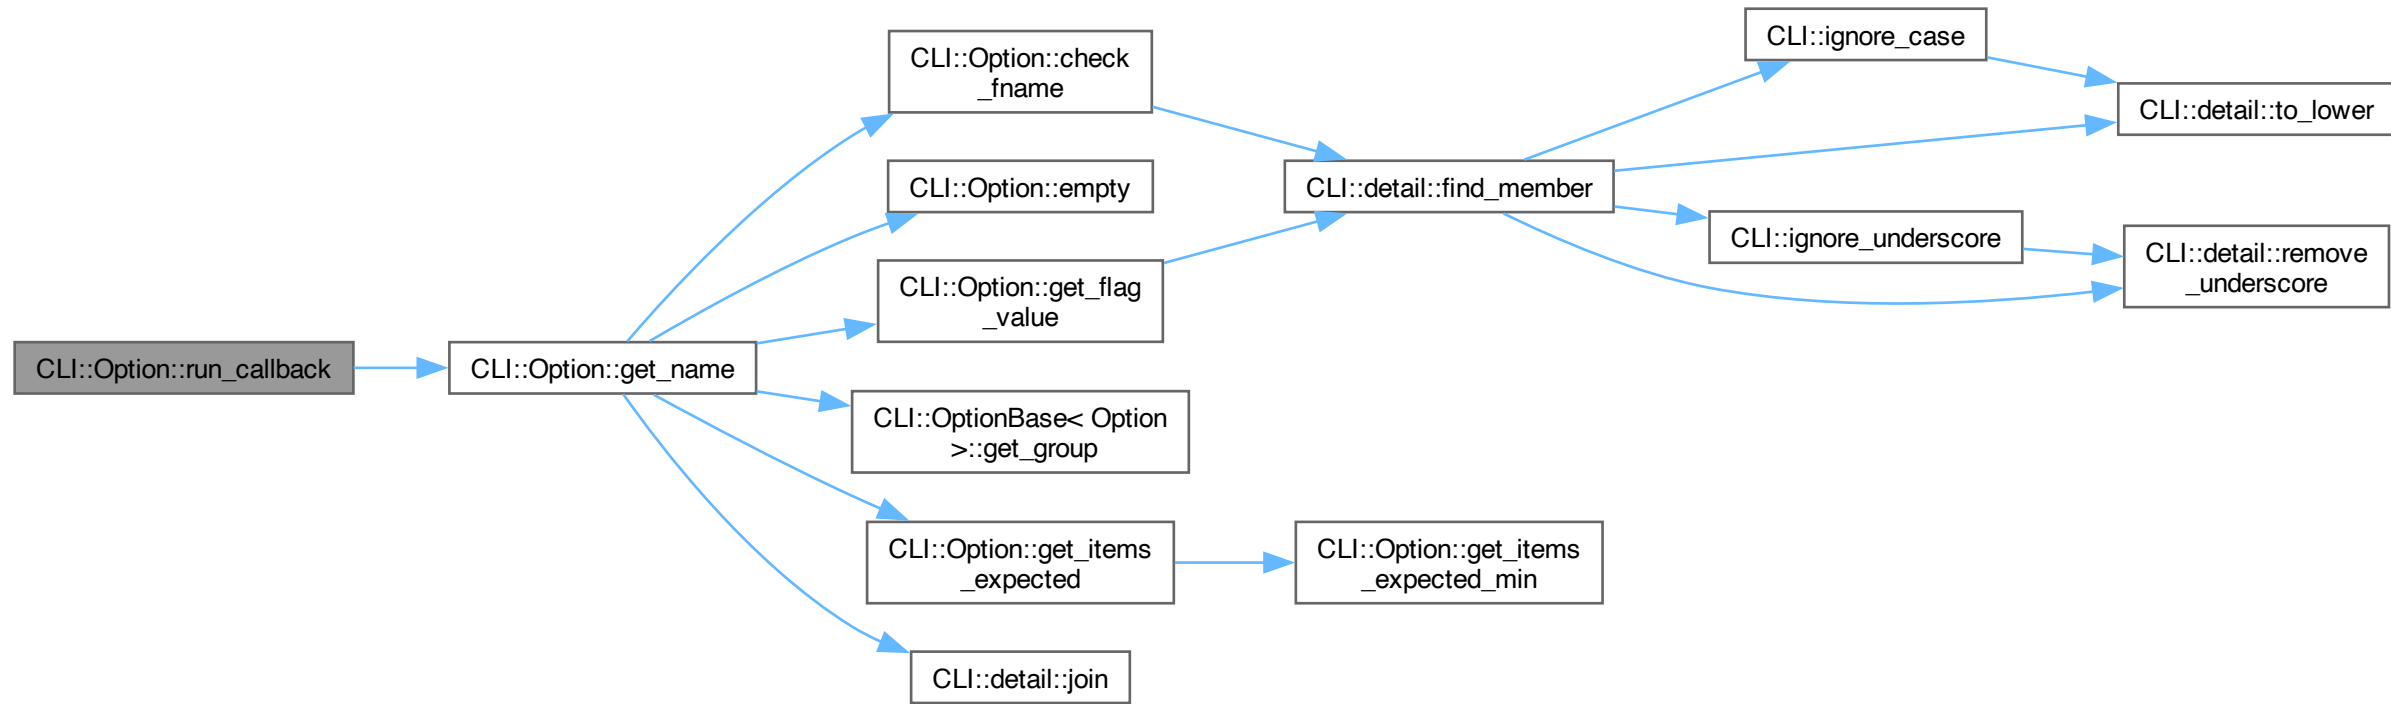 CLI::Option::run_callback
CLI::Option::get_name
CLI::Option::check
_fname
CLI::Option::empty
CLI::Option::get_flag
_value
CLI::OptionBase< Option
>::get_group
CLI::Option::get_items
_expected
CLI::detail::join
CLI::detail::find_member
CLI::Option::get_items
_expected_min
CLI::ignore_case
CLI::ignore_underscore
CLI::detail::to_lower
CLI::detail::remove
_underscore